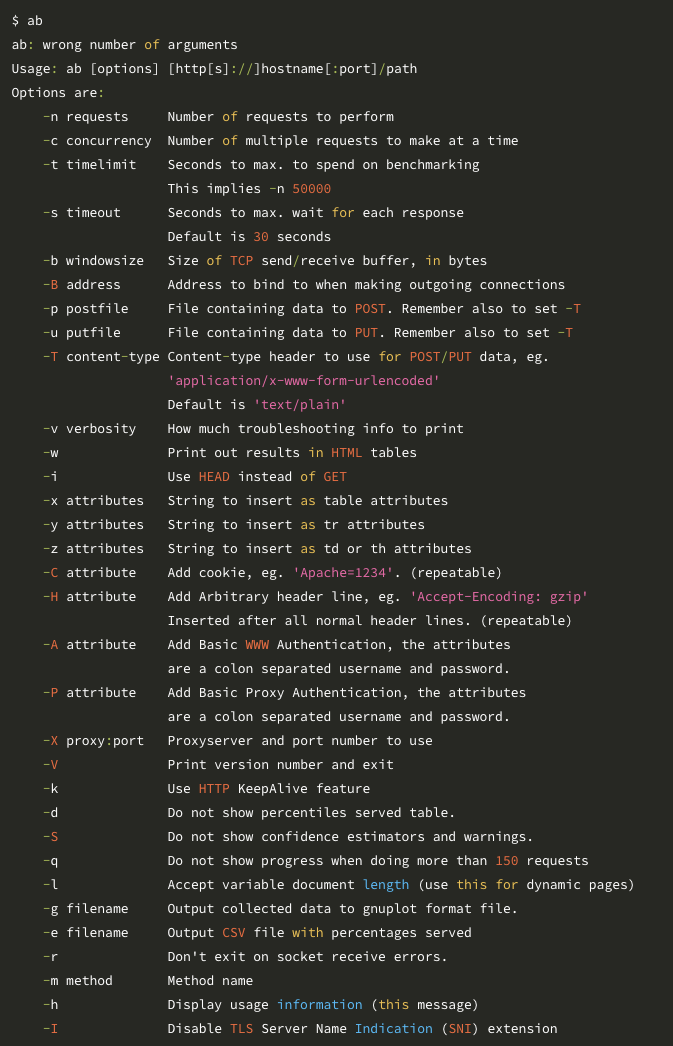 $ ab
ab: wrong number of arguments
Usage: ab [options] [http[s]://]hostname[:port]/path
Options are:
    -n requests     Number of requests to perform
    -c concurrency  Number of multiple requests to make at a time
    -t timelimit    Seconds to max. to spend on benchmarking
                    This implies -n 50000
    -s timeout      Seconds to max. wait for each response
                    Default is 30 seconds
    -b windowsize   Size of TCP send/receive buffer, in bytes
    -B address      Address to bind to when making outgoing connections
    -p postfile     File containing data to POST. Remember also to set -T
    -u putfile      File containing data to PUT. Remember also to set -T
    -T content-type Content-type header to use for POST/PUT data, eg.
                    'application/x-www-form-urlencoded'
                    Default is 'text/plain'
    -v verbosity    How much troubleshooting info to print
    -w              Print out results in HTML tables
    -i              Use HEAD instead of GET
    -x attributes   String to insert as table attributes
    -y attributes   String to insert as tr attributes
    -z attributes   String to insert as td or th attributes
    -C attribute    Add cookie, eg. 'Apache=1234'. (repeatable)
    -H attribute    Add Arbitrary header line, eg. 'Accept-Encoding: gzip'
                    Inserted after all normal header lines. (repeatable)
    -A attribute    Add Basic WWW Authentication, the attributes
                    are a colon separated username and password.
    -P attribute    Add Basic Proxy Authentication, the attributes
                    are a colon separated username and password.
    -X proxy:port   Proxyserver and port number to use
    -V              Print version number and exit
    -k              Use HTTP KeepAlive feature
    -d              Do not show percentiles served table.
    -S              Do not show confidence estimators and warnings.
    -q              Do not show progress when doing more than 150 requests
    -l              Accept variable document length (use this for dynamic pages)
    -g filename     Output collected data to gnuplot format file.
    -e filename     Output CSV file with percentages served
    -r              Don't exit on socket receive errors.
    -m method       Method name
    -h              Display usage information (this message)
    -I              Disable TLS Server Name Indication (SNI) extension